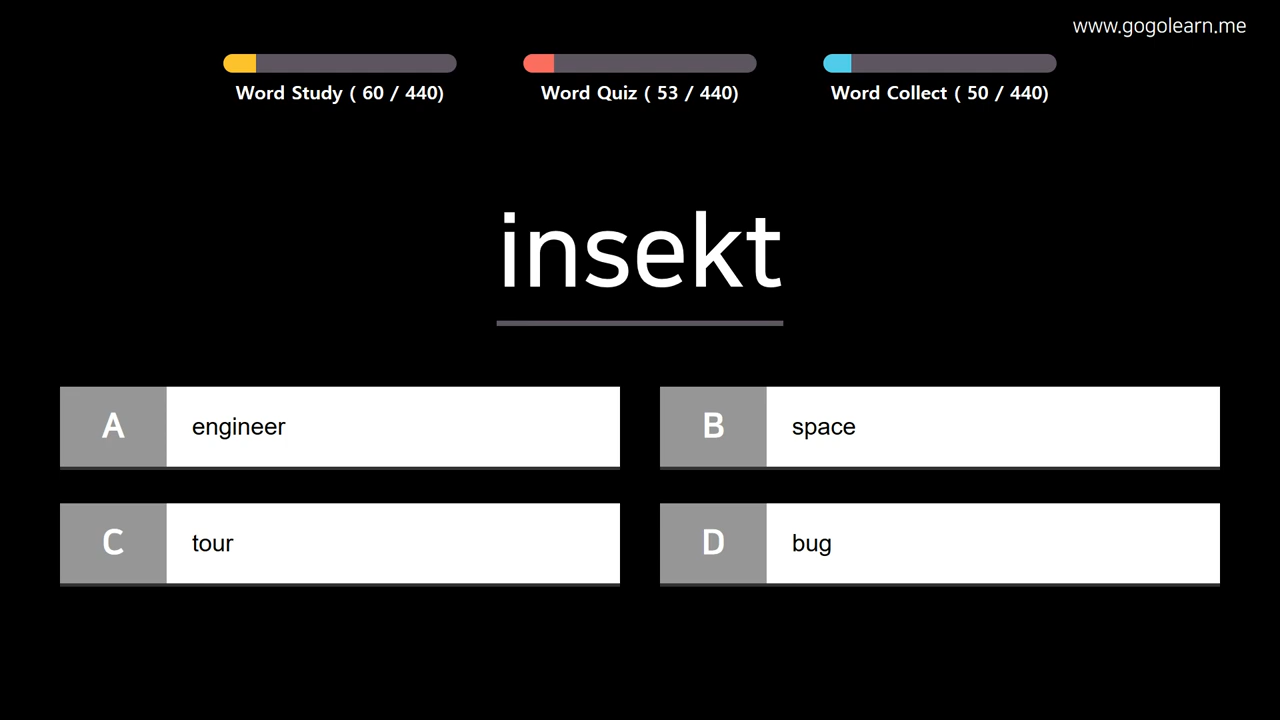 www.gogolearn.me
Word Study ( 60 / 440)
Word Quiz ( 53 / 440)
Word Collect ( 50 / 440)
insekt
A engineer
B space
C tour
D bug